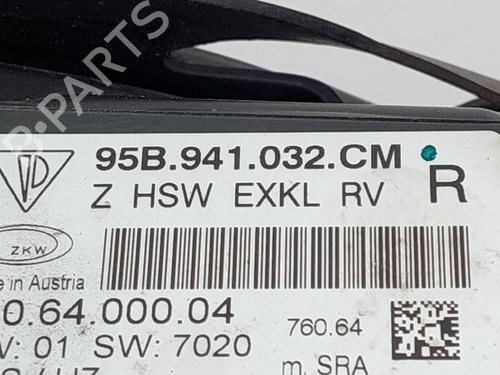 95B.941.032.CM
Z HSW EXKL RV R
ZKW
in Austria
0.64.000.04
760.64
: 01 SW: 7020
m. SRA
B-PARTS